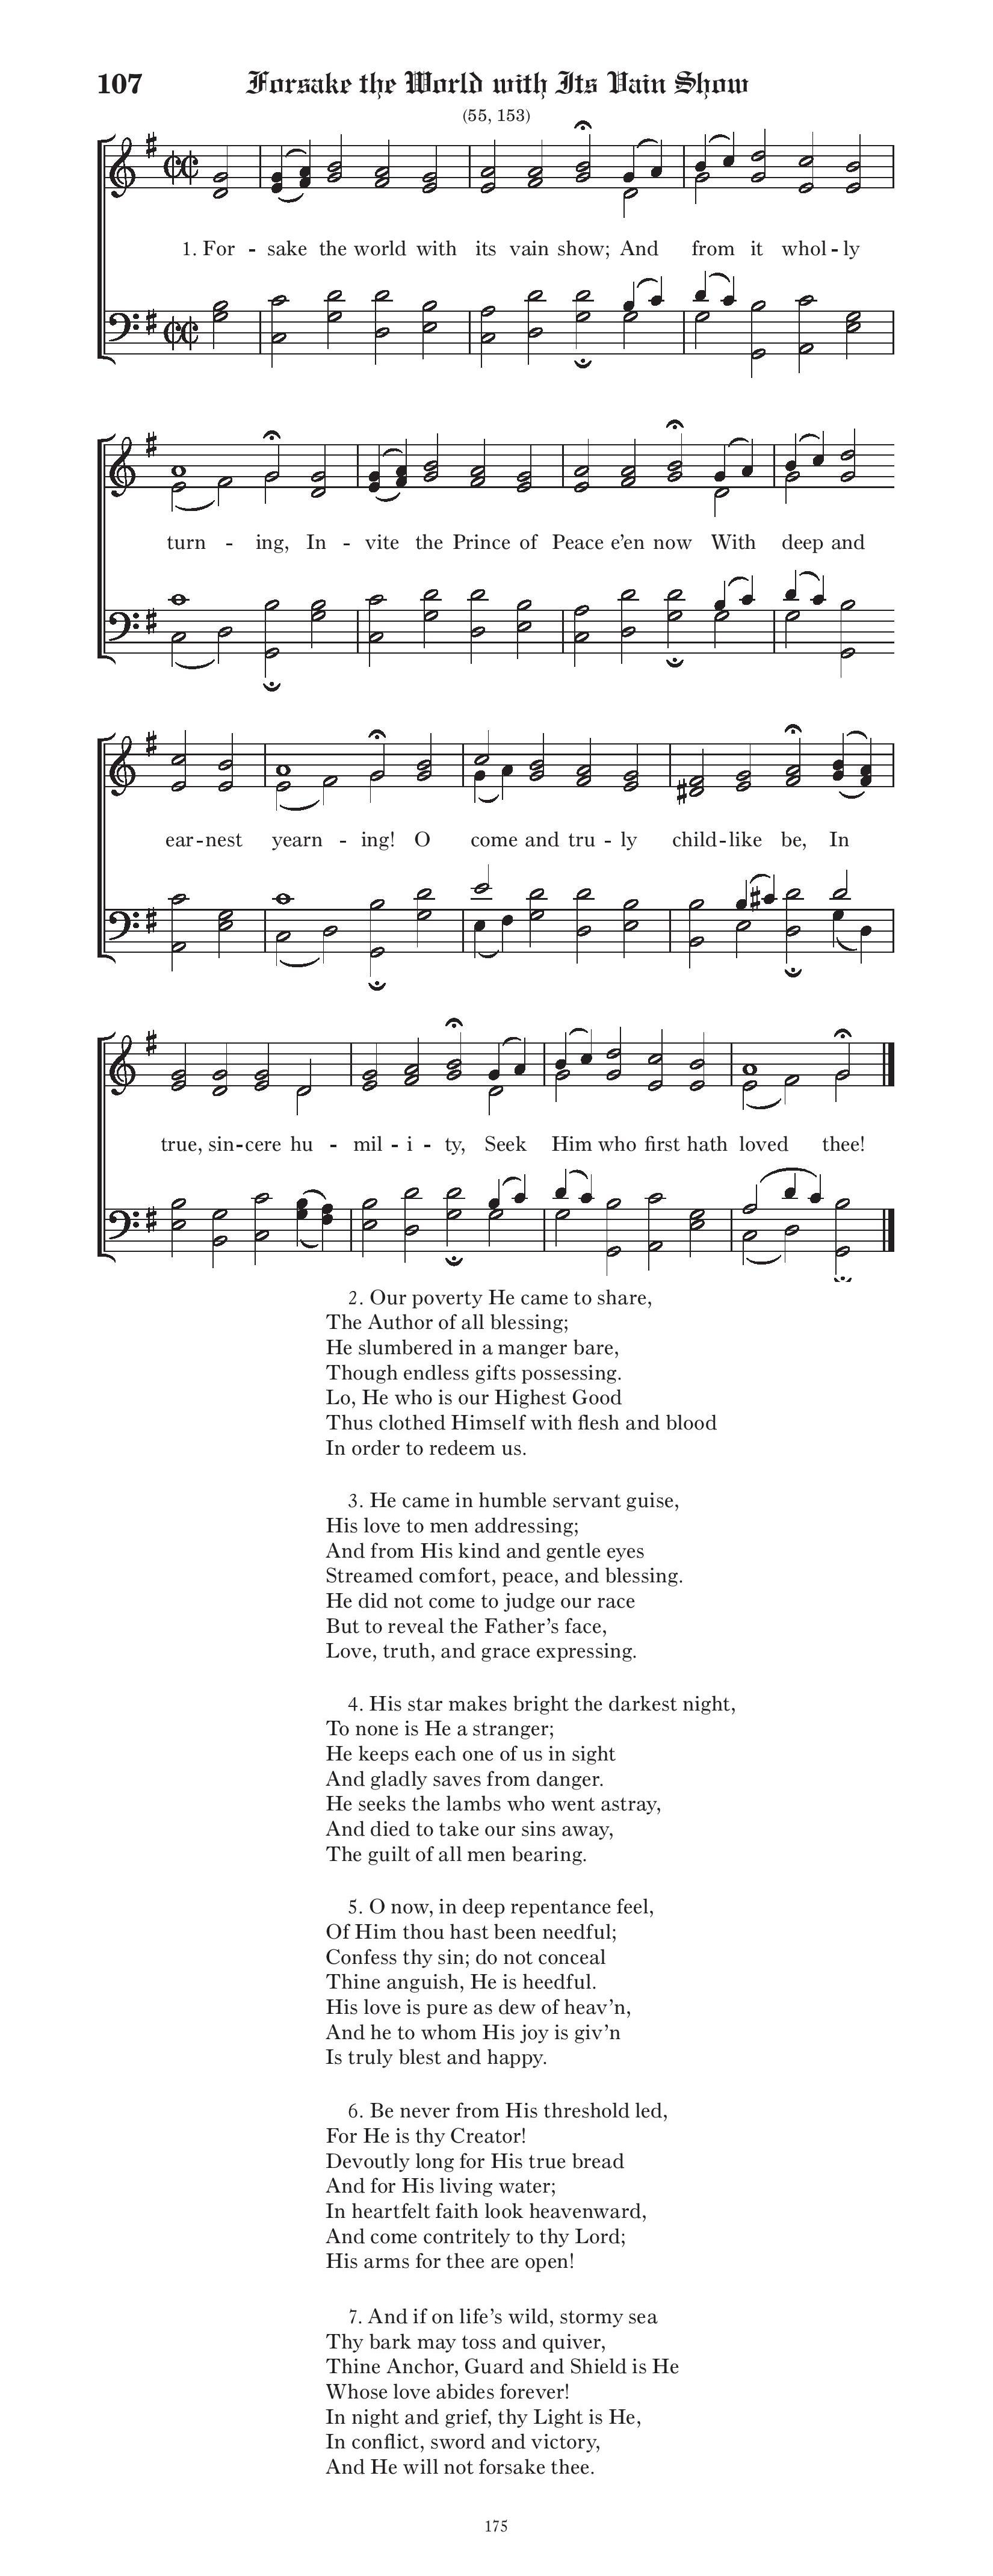 107 Forsake the World with Its Vain Show
(55, 153)
1. For - sake the world with its vain show; And from it whol - ly
turn - ing, In - vite the Prince of Peace e’en now With deep and
ear - nest yearn - ing! O come and tru - ly child - like be, In
true, sin - cere hu - mil - i - ty, Seek Him who first hath loved thee!
2. Our poverty He came to share,
The Author of all blessing;
He slumbered in a manger bare,
Though endless gifts possessing.
Lo, He who is our Highest Good
Thus clothed Himself with flesh and blood
In order to redeem us.
3. He came in humble servant guise,
His love to men addressing;
And from His kind and gentle eyes
Streamed comfort, peace, and blessing.
He did not come to judge our race
But to reveal the Father’s face,
Love, truth, and grace expressing.
4. His star makes bright the darkest night,
To none is He a stranger;
He keeps each one of us in sight
And gladly saves from danger.
He seeks the lambs who went astray,
And died to take our sins away,
The guilt of all men bearing.
5. O now, in deep repentance feel,
Of Him thou hast been needful;
Confess thy sin; do not conceal
Thine anguish, He is heedful.
His love is pure as dew of heav’n,
And he to whom His joy is giv’n
Is truly blest and happy.
6. Be never from His threshold led,
For He is thy Creator!
Devoutly long for His true bread
And for His living water;
In heartfelt faith look heavenward,
And come contritely to thy Lord;
His arms for thee are open!
7. And if on life’s wild, stormy sea
Thy bark may toss and quiver,
Thine Anchor, Guard and Shield is He
Whose love abides forever!
In night and grief, thy Light is He,
In conflict, sword and victory,
And He will not forsake thee.
175